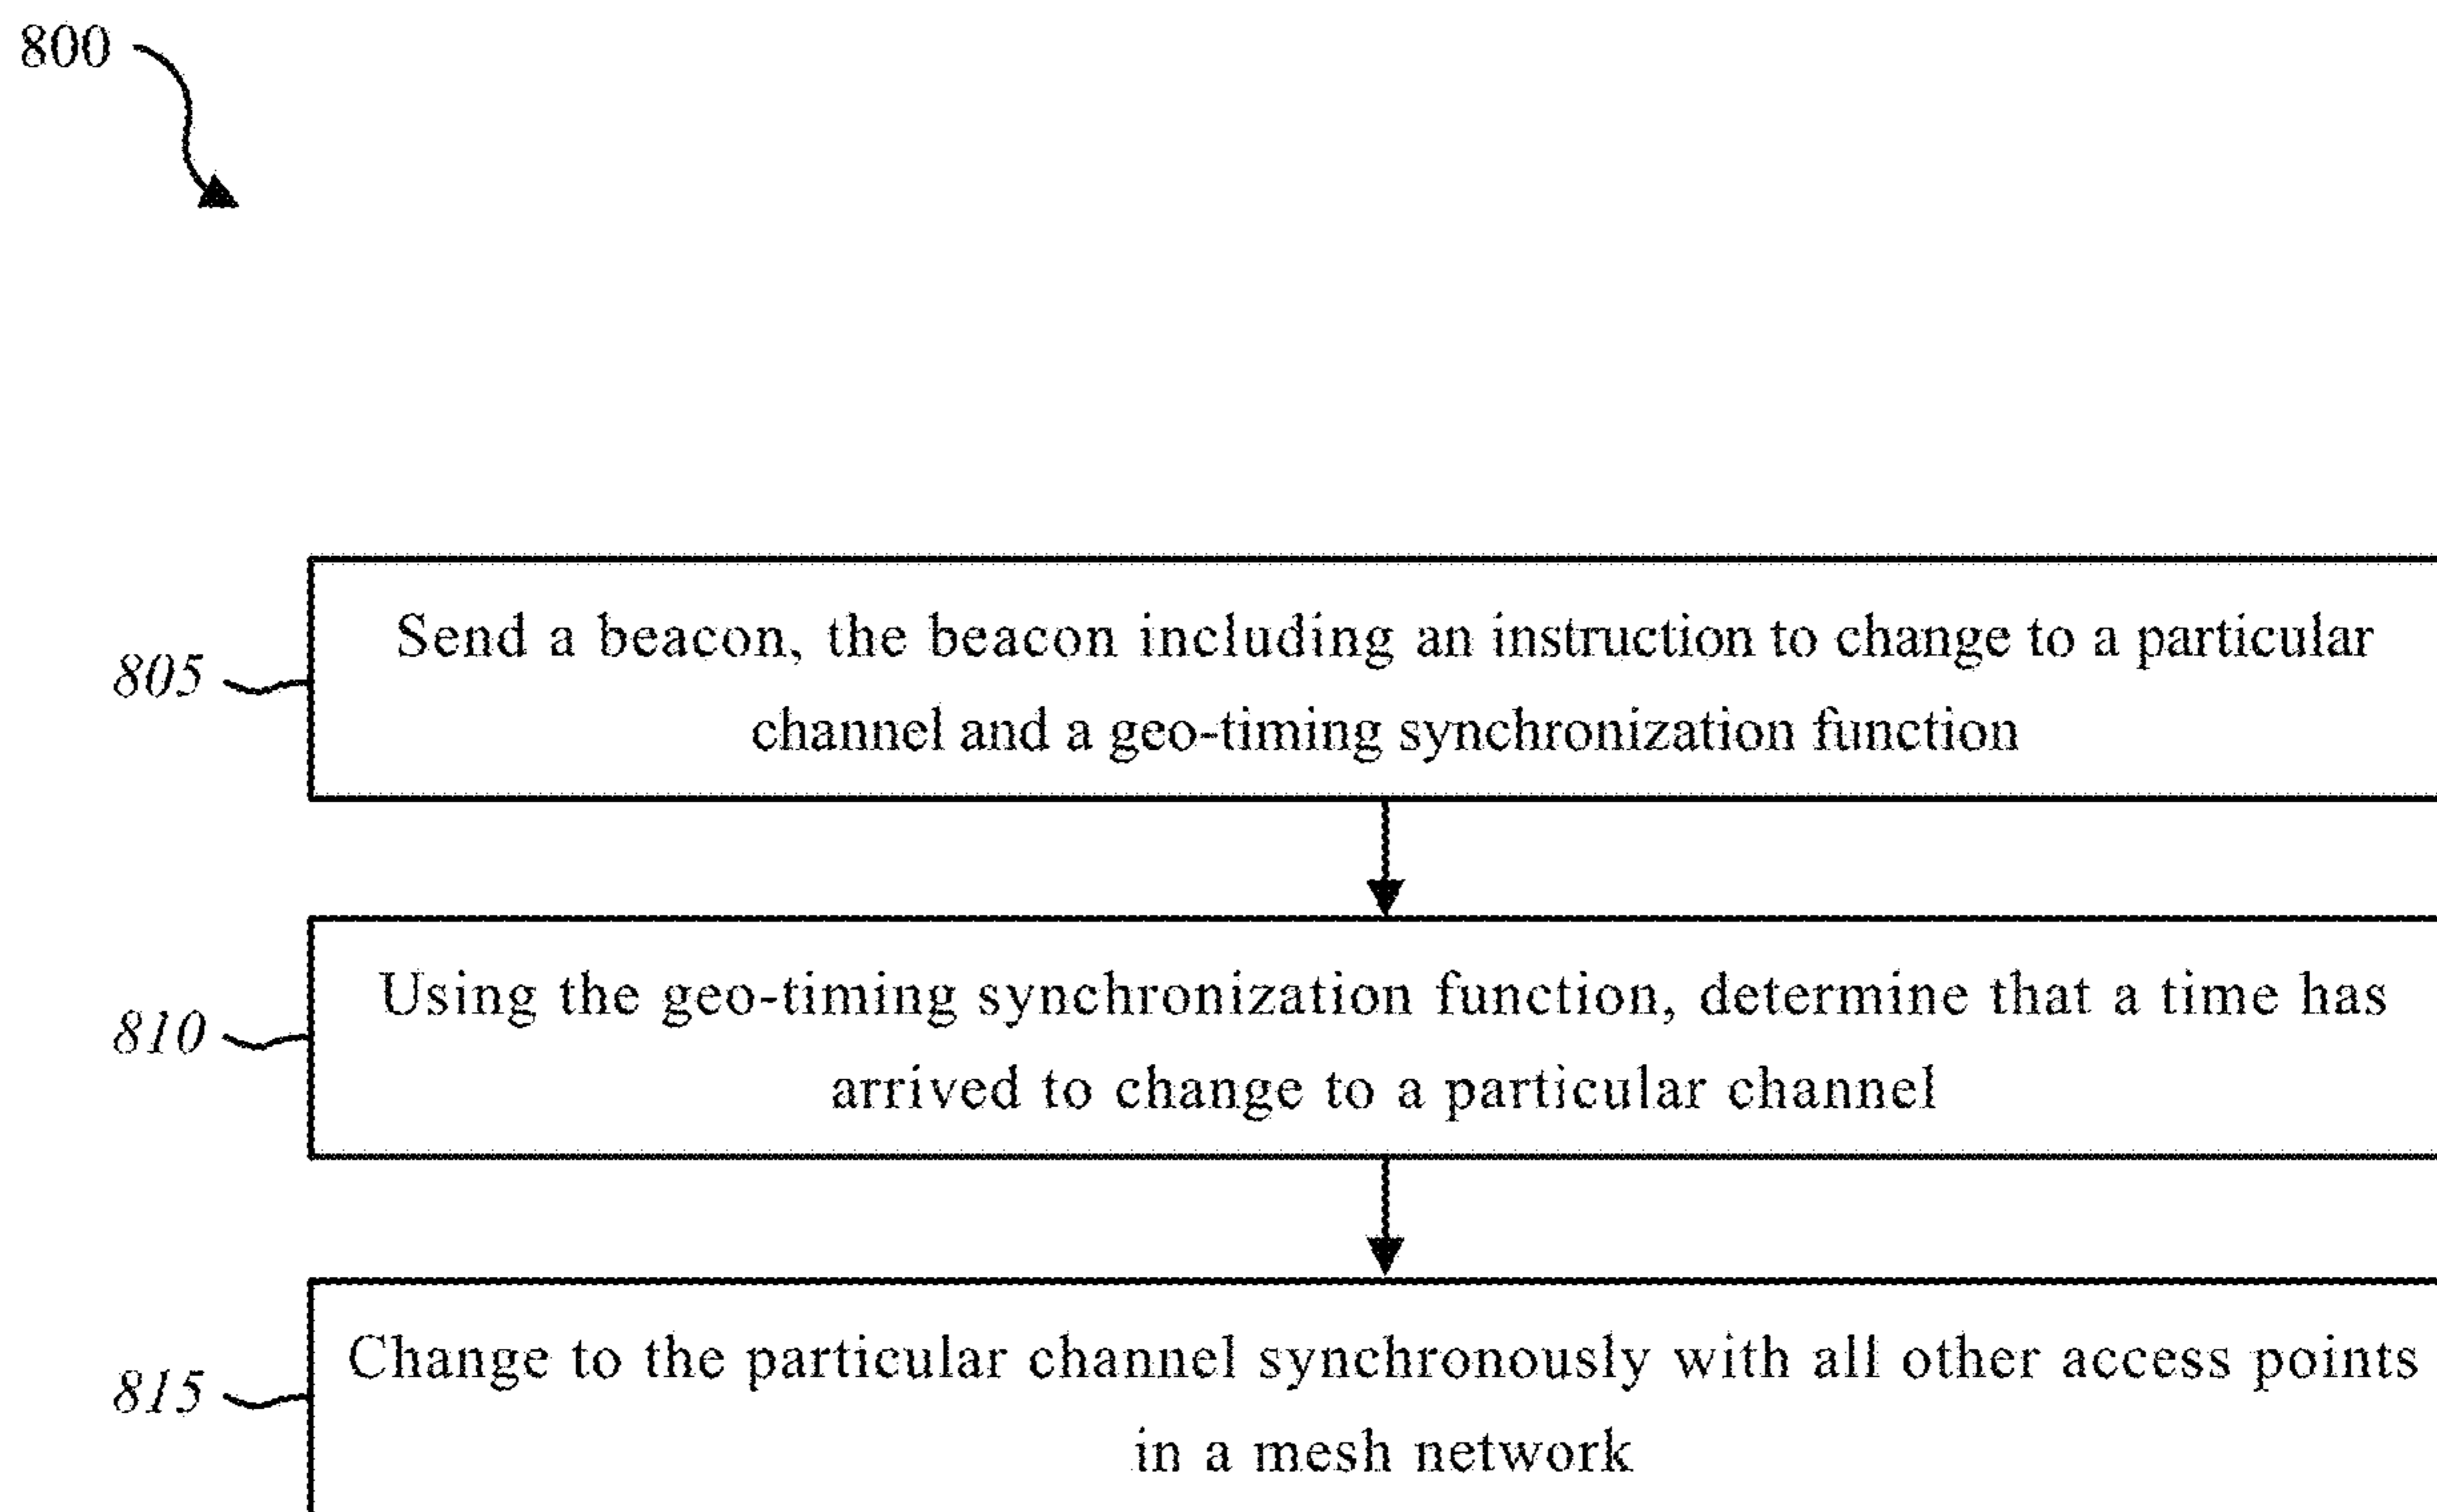 800
805
Send a beacon, the beacon including an instruction to change to a particular
channel and a geo-timing synchronization function
810
Using the geo-timing synchronization function, determine that a time has
arrived to change to a particular channel
815
Change to the particular channel synchronously with all other access points
in a mesh network